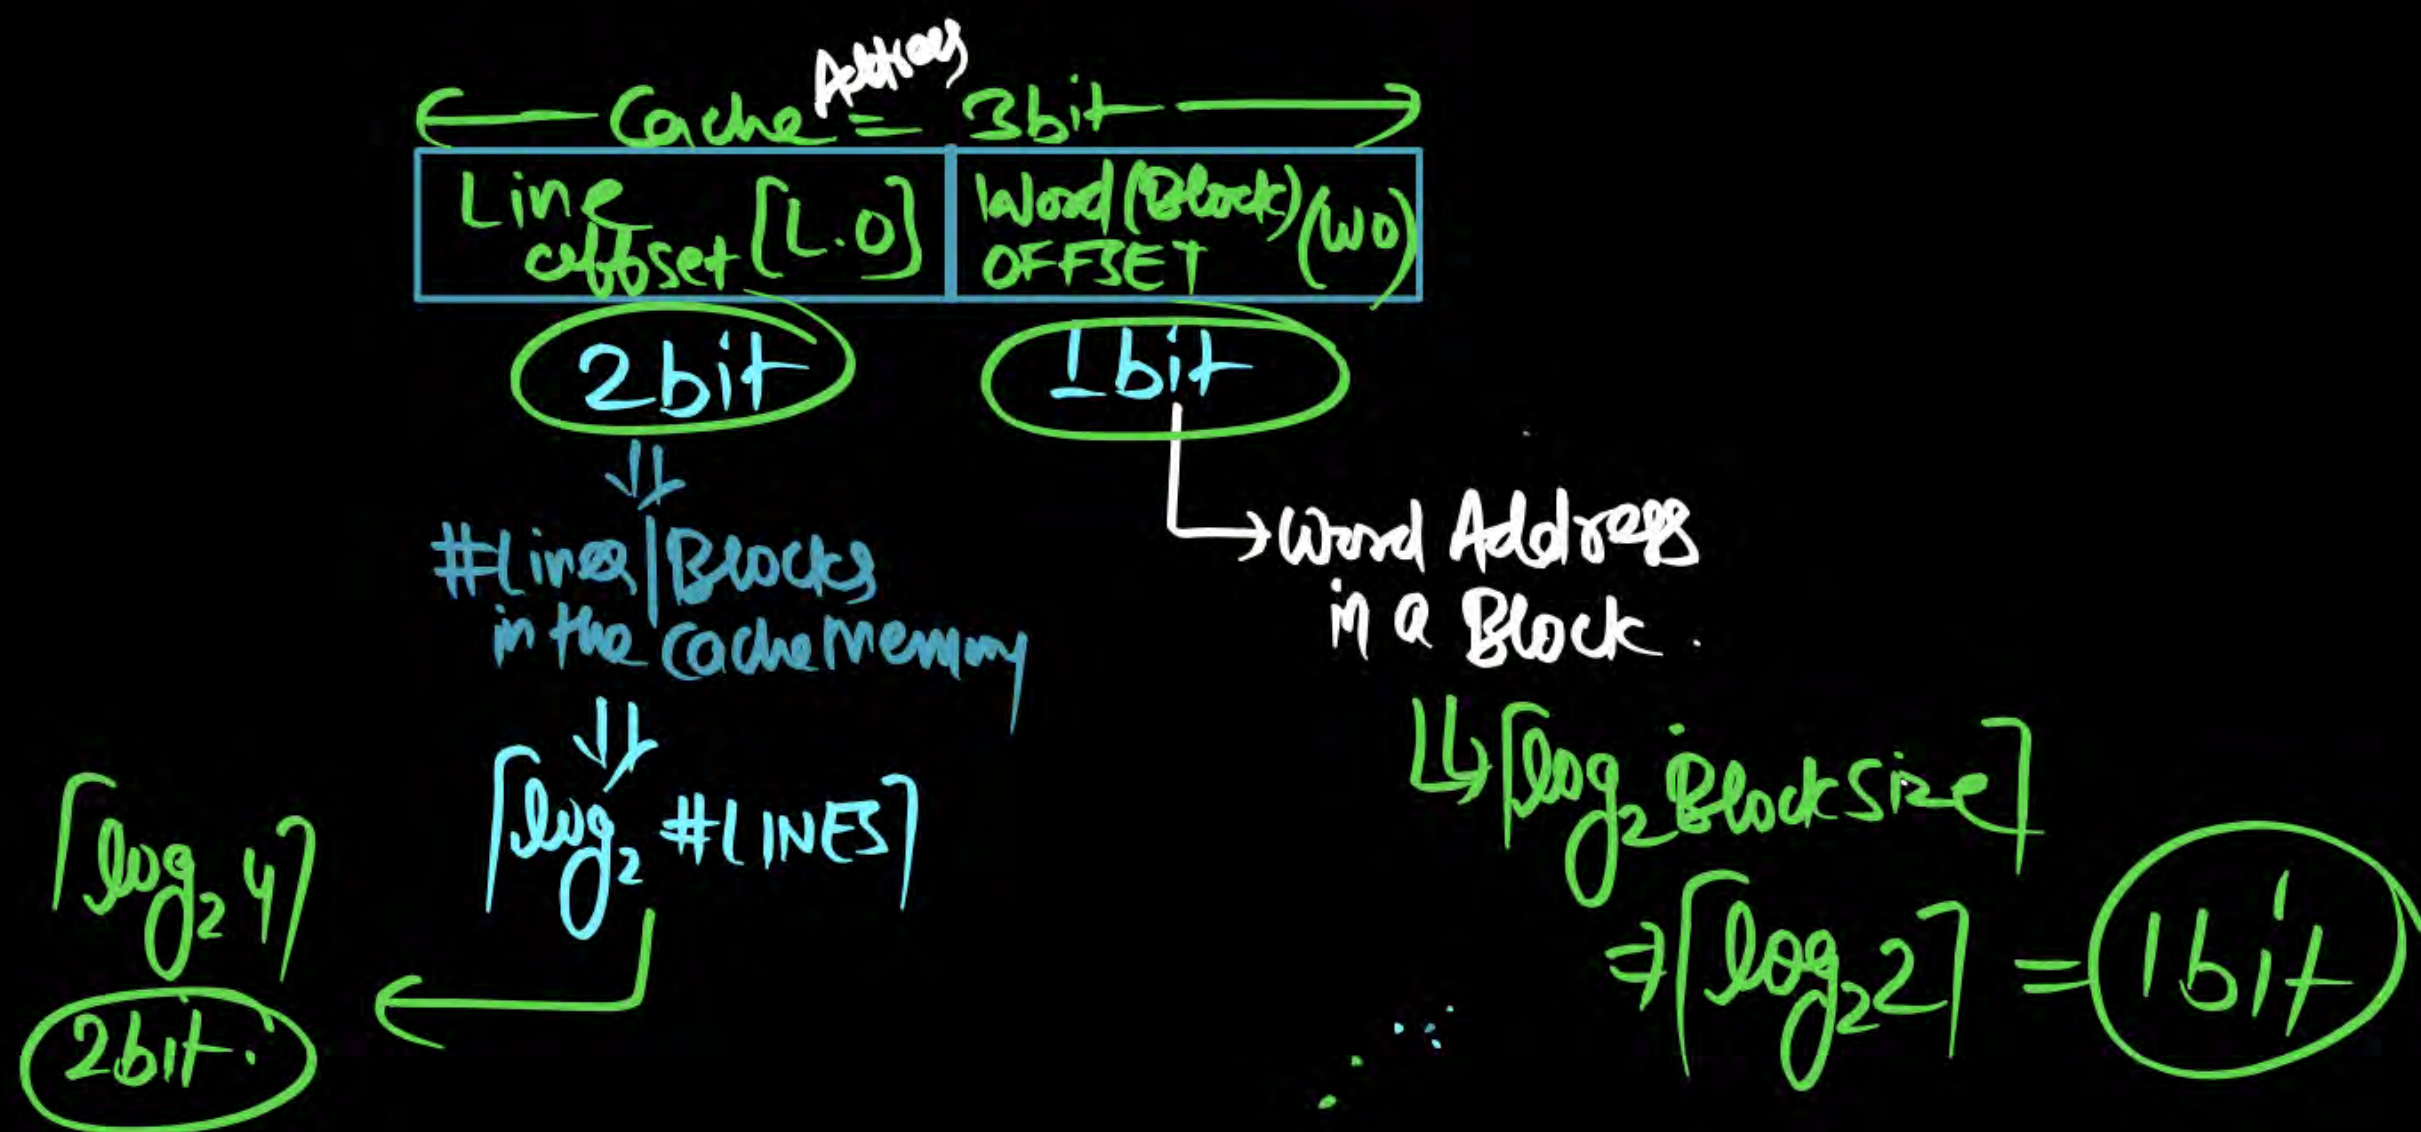 Cache Address = 3bit
Line offset [L.O]
Word (Block) OFFSET (WO)
2bit
1bit
#Lines | Blocks
in the Cache Memory
⌈log₂ #LINES⌉
⌈log₂ 4⌉
2bit.
Word Address
in a Block.
⌈log₂ Block Size⌉
⇒ ⌈log₂ 2⌉ = 1bit